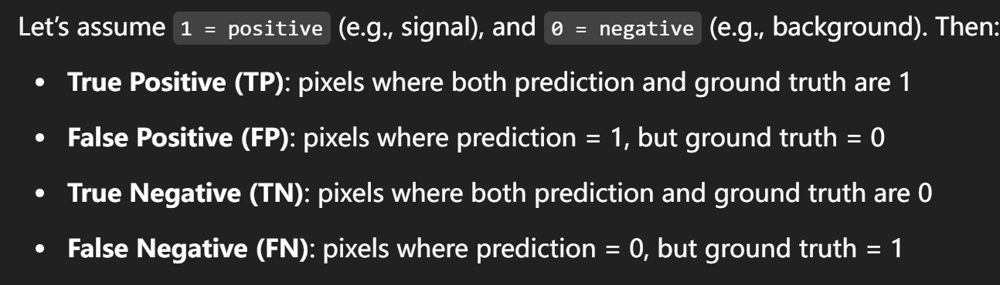 Let’s assume 1 = positive (e.g., signal), and 0 = negative (e.g., background). Then:
• True Positive (TP): pixels where both prediction and ground truth are 1
• False Positive (FP): pixels where prediction = 1, but ground truth = 0
• True Negative (TN): pixels where both prediction and ground truth are 0
• False Negative (FN): pixels where prediction = 0, but ground truth = 1